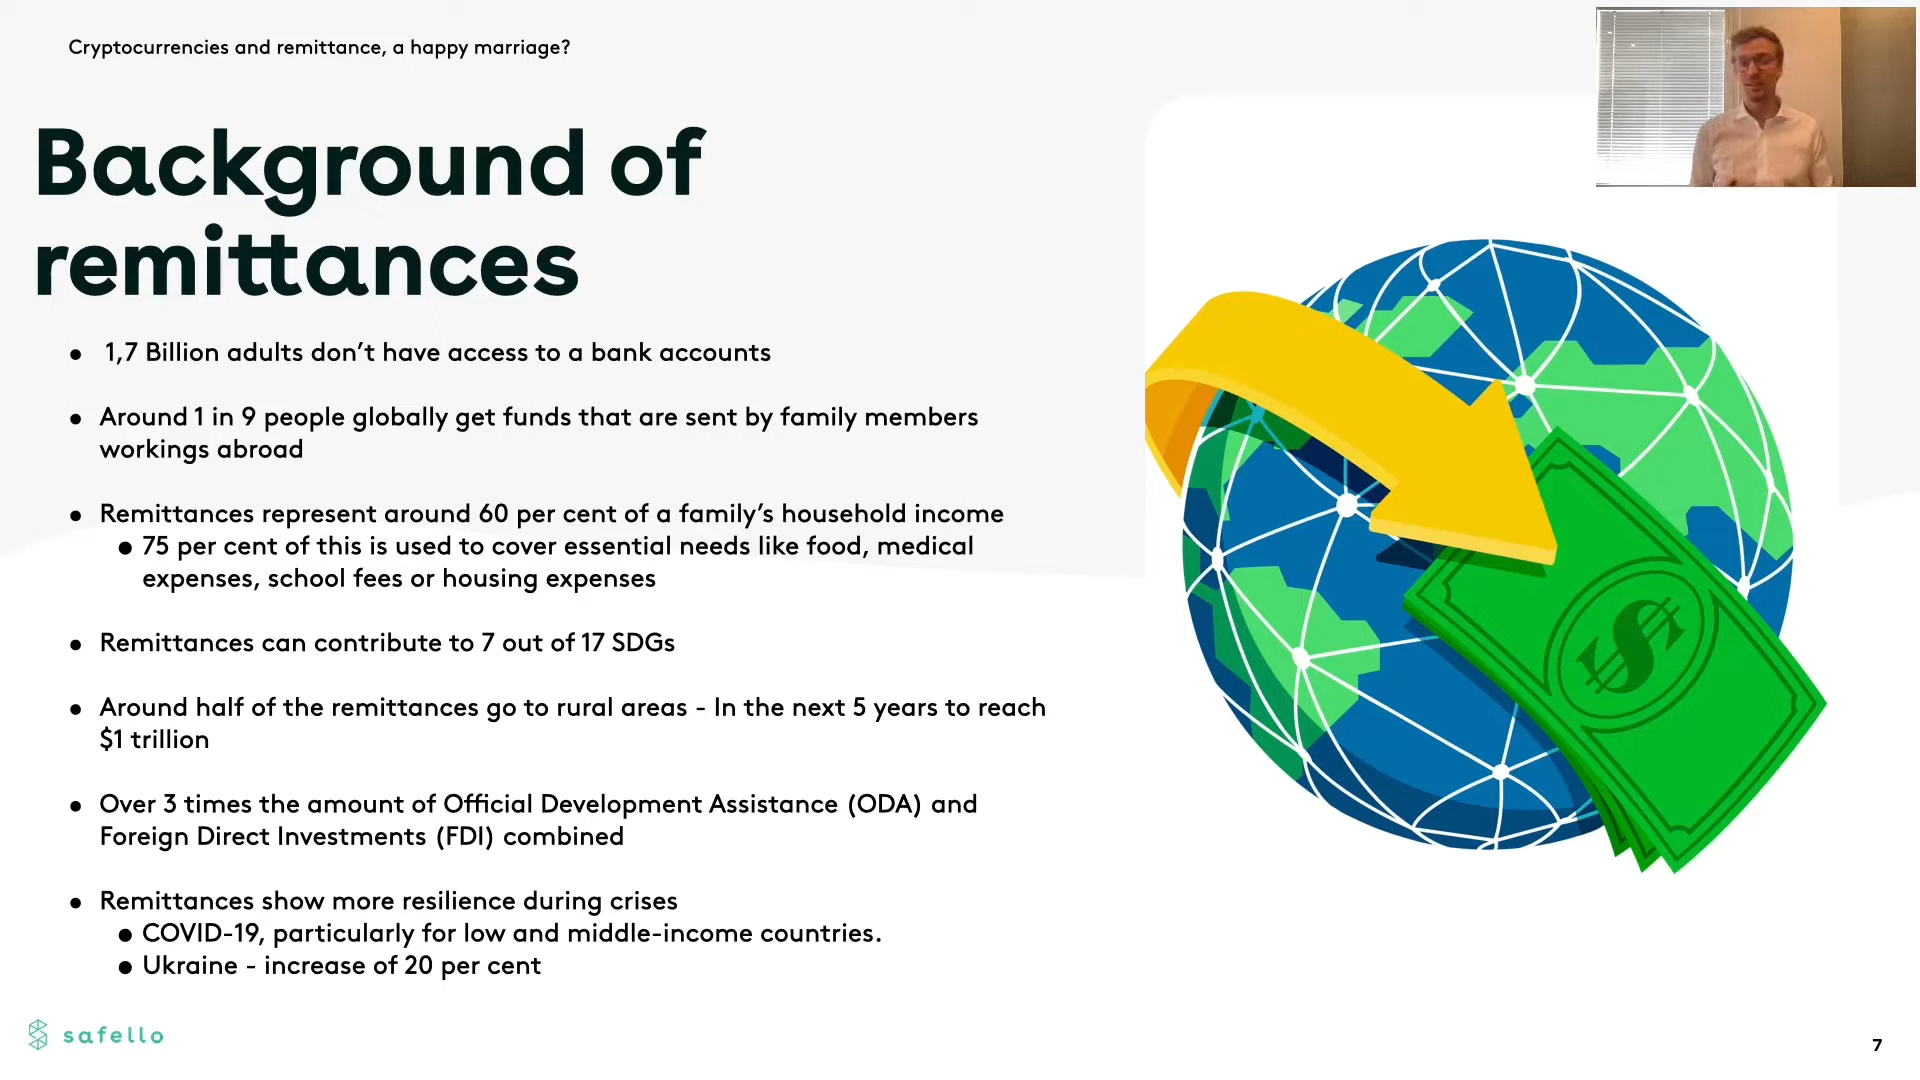 Cryptocurrencies and remittance, a happy marriage?
Background of
remittances
● 1,7 Billion adults don’t have access to a bank accounts
● Around 1 in 9 people globally get funds that are sent by family members
workings abroad
● Remittances represent around 60 per cent of a family’s household income
● 75 per cent of this is used to cover essential needs like food, medical
expenses, school fees or housing expenses
● Remittances can contribute to 7 out of 17 SDGs
● Around half of the remittances go to rural areas - In the next 5 years to reach
$1 trillion
● Over 3 times the amount of Official Development Assistance (ODA) and
Foreign Direct Investments (FDI) combined
● Remittances show more resilience during crises
● COVID-19, particularly for low and middle-income countries.
● Ukraine - increase of 20 per cent
$
safello
7